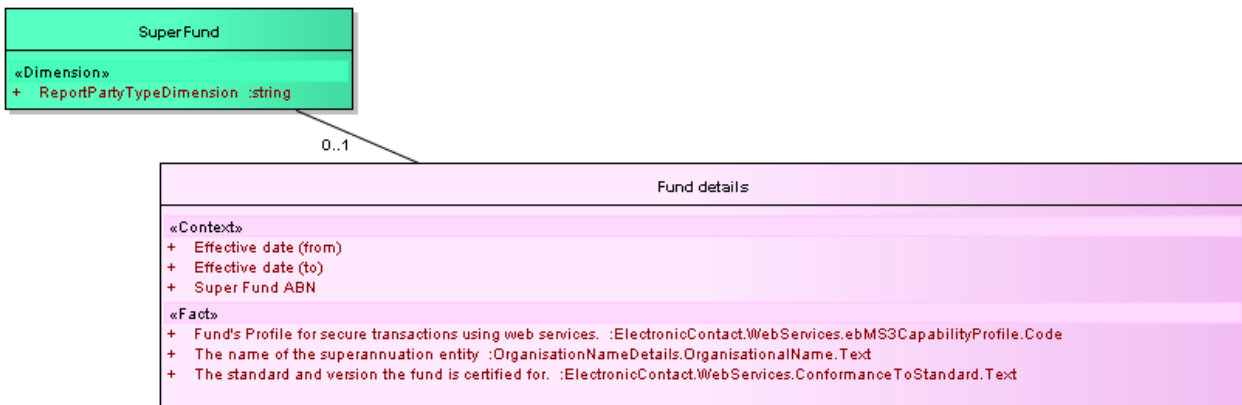 SuperFund
«Dimension»
+ ReportPartyTypeDimension :string
0..1
Fund details
«Context»
+ Effective date (from)
+ Effective date (to)
+ Super Fund ABN
«Fact»
+ Fund's Profile for secure transactions using web services. :ElectronicContact.WebServices.ebMS3CapabilityProfile.Code
+ The name of the superannuation entity :OrganisationNameDetails.OrganisationalName.Text
+ The standard and version the fund is certified for. :ElectronicContact.WebServices.ConformanceToStandard.Text